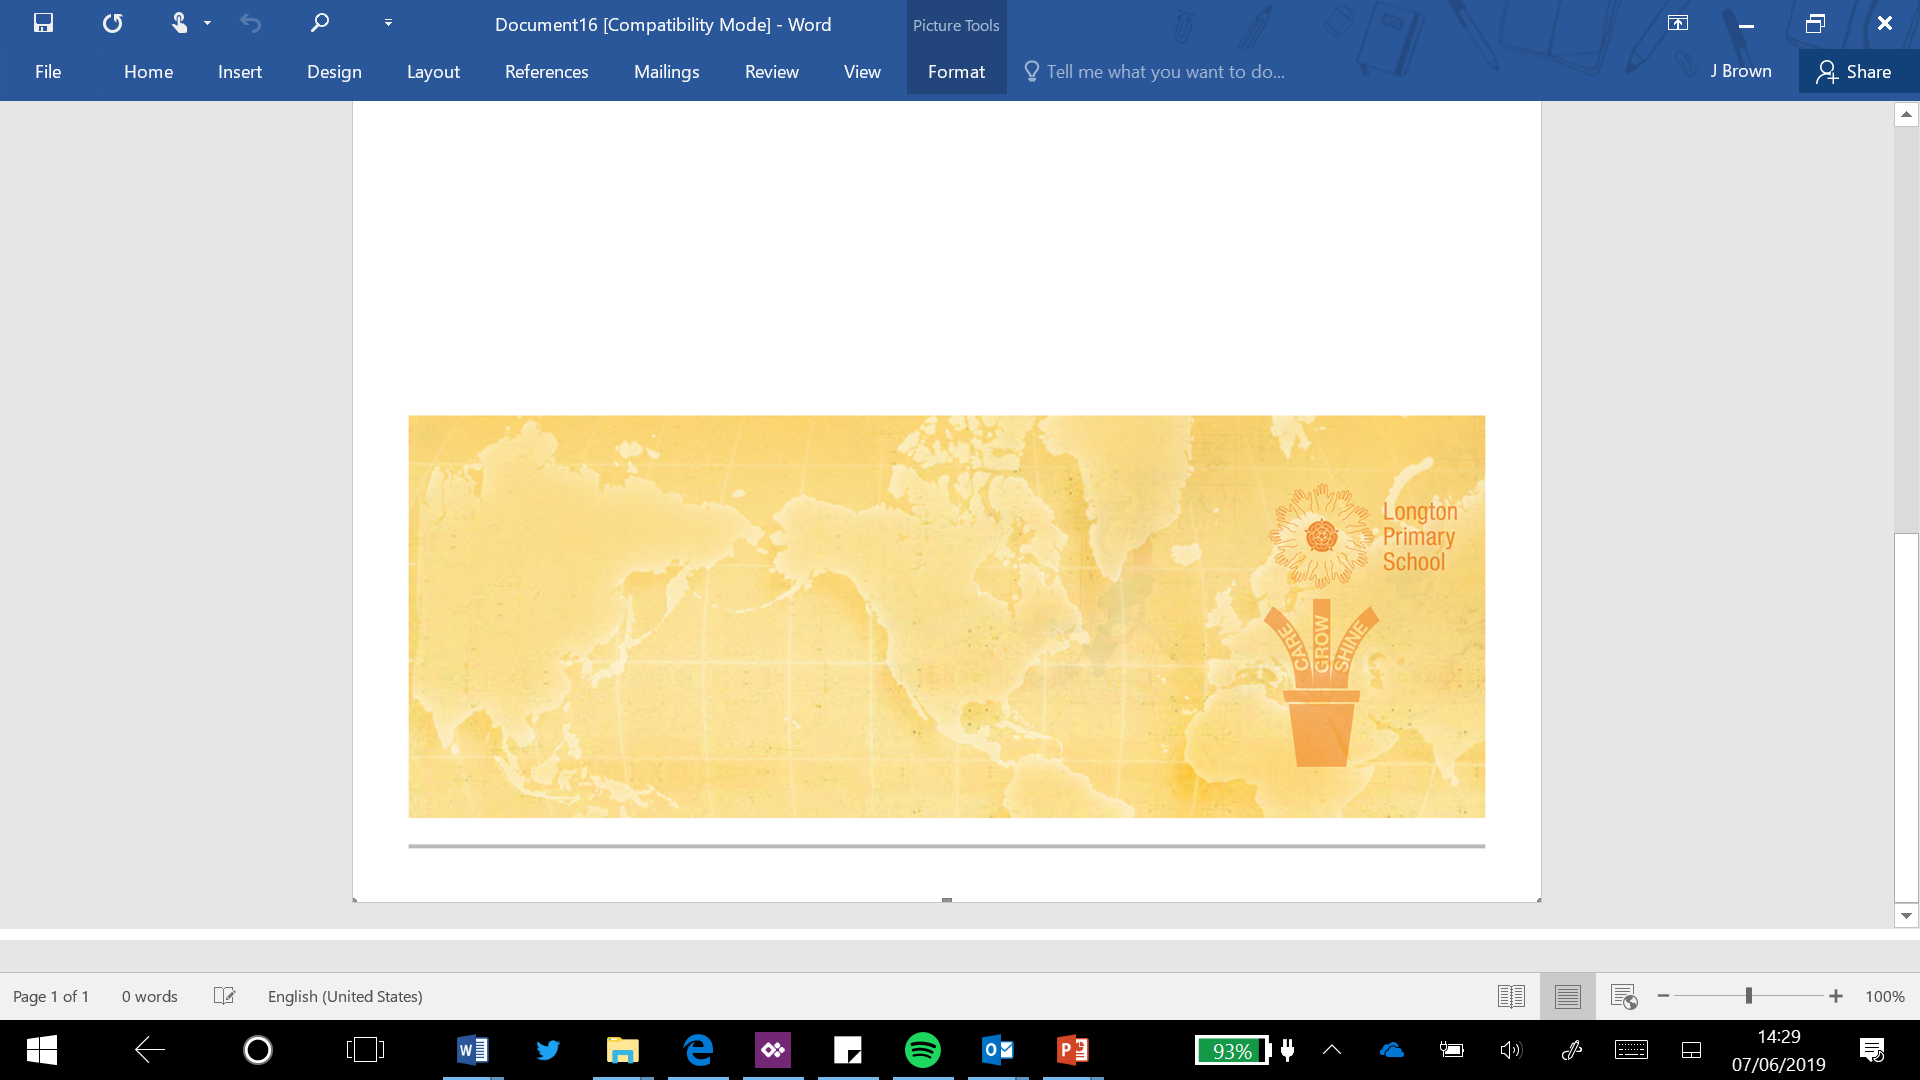 Document16 [Compatibility Mode] - Word
Picture Tools
File Home Insert Design Layout References Mailings Review View Format Tell me what you want to do... J Brown Share
Longton
Primary
School
CARE GROW SHINE
Page 1 of 1 0 words English (United States) 100%
93% 14:29
07/06/2019